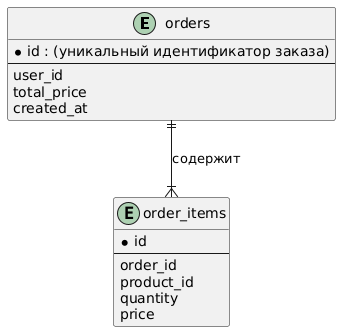 E orders
* id : (уникальный идентификатор заказа)
user_id
total_price
created_at
содержит
E order_items
* id
order_id
product_id
quantity
price